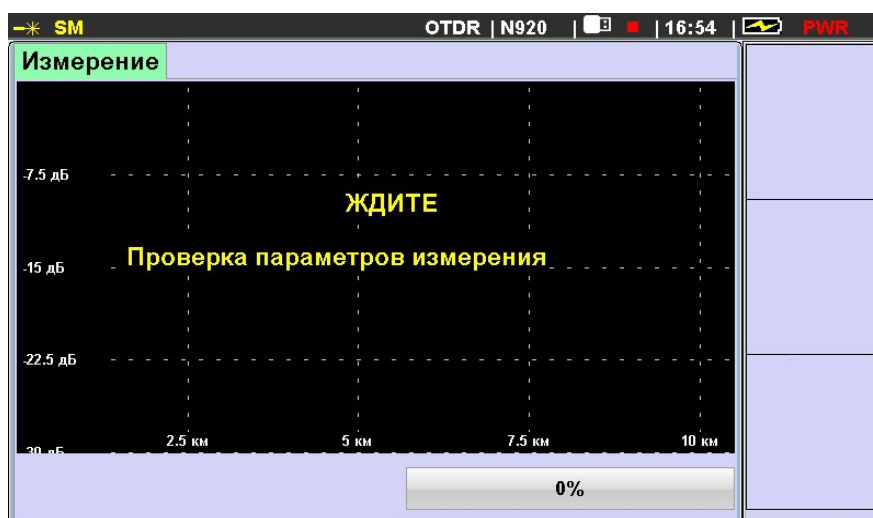 SM OTDR | N920 | | 16:54 | PWR
Измерение
-7.5 дБ
ЖДИТЕ
Проверка параметров измерения
-15 дБ
-22.5 дБ
2.5 км 5 км 7.5 км 10 км
0%